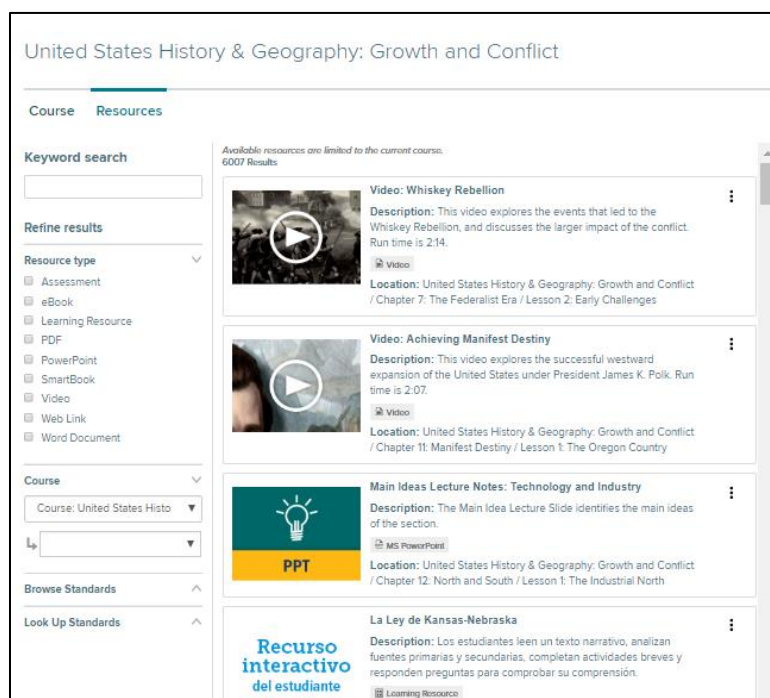 United States History & Geography: Growth and Conflict
Course Resources
Keyword search
Refine results
Resource type
Assessment
eBook
Learning Resource
PDF
PowerPoint
SmartBook
Video
Web Link
Word Document
Course
Course: United States Histo
Browse Standards
Look Up Standards
Available resources are limited to the current course.
6007 Results
Video: Whiskey Rebellion
Description: This video explores the events that led to the
Whiskey Rebellion, and discusses the larger impact of the conflict.
Run time is 2:14.
Video
Location: United States History & Geography: Growth and Conflict
/ Chapter 7: The Federalist Era / Lesson 2: Early Challenges
Video: Achieving Manifest Destiny
Description: This video explores the successful westward
expansion of the United States under President James K. Polk. Run
time is 2:07.
Video
Location: United States History & Geography: Growth and Conflict
/ Chapter 11: Manifest Destiny / Lesson 1: The Oregon Country
PPT
Main Ideas Lecture Notes: Technology and Industry
Description: The Main Idea Lecture Slide identifies the main ideas
of the section.
MS PowerPoint
Location: United States History & Geography: Growth and Conflict
/ Chapter 12: North and South / Lesson 1: The Industrial North
Recurso
interactivo
del estudiante
La Ley de Kansas-Nebraska
Description: Los estudiantes leen un texto narrativo, analizan
fuentes primarias y secundarias, completan actividades breves y
responden preguntas para comprobar su comprensión.
Learning Resource